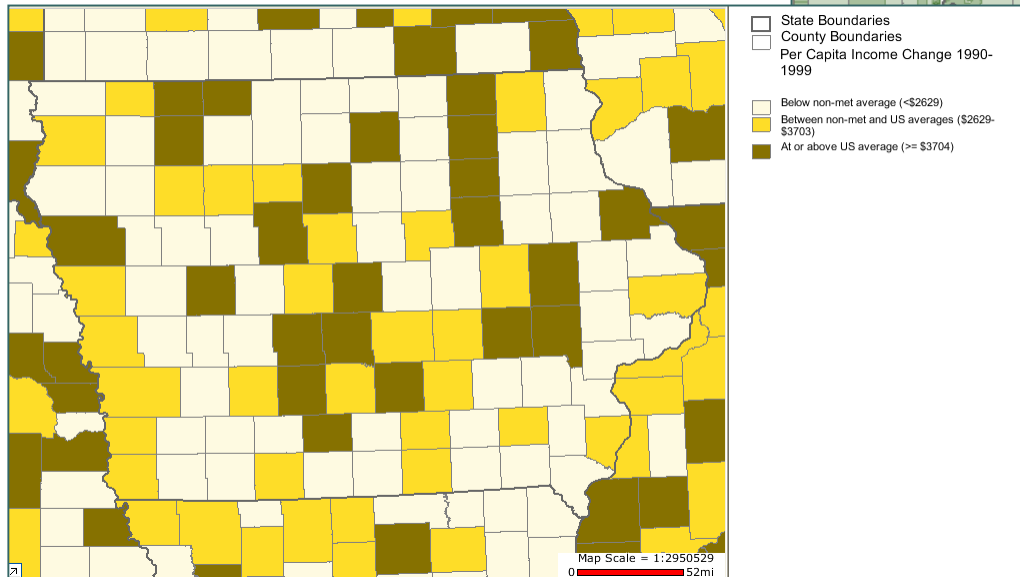 State Boundaries
County Boundaries
Per Capita Income Change 1990-
1999
Below non-met average (<$2629)
Between non-met and US averages ($2629-
$3703)
At or above US average (>= $3704)
Map Scale = 1:2950529
0 52mi